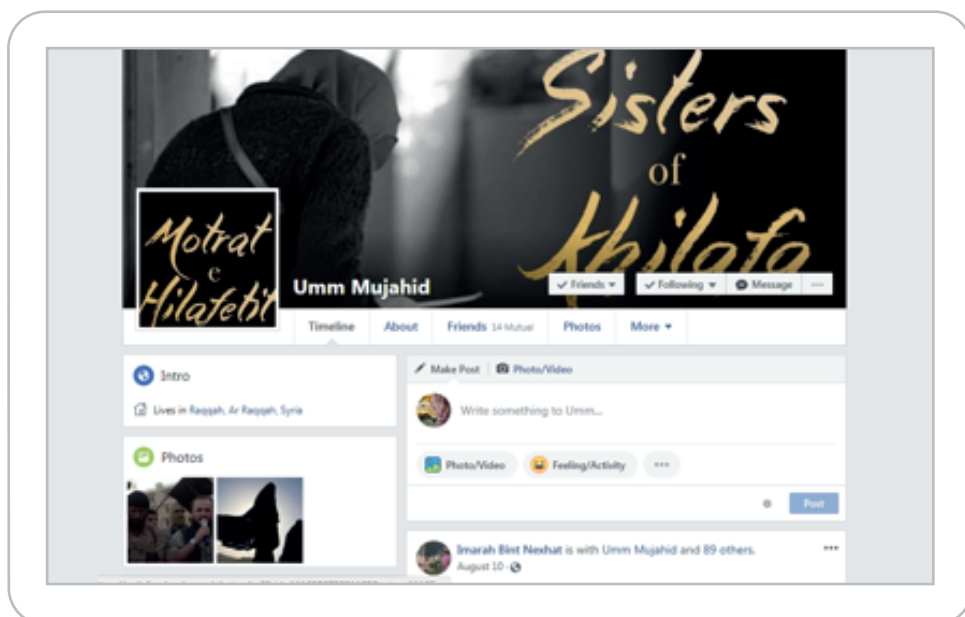 Sisters
of
Khilafa
Motrat
e
Hilafetit
Umm Mujahid
Friends
Following
Message
Timeline
About
Friends 14 Mutual
Photos
More
Intro
Lives in Raqqah, Ar Raqqah, Syria
Photos
Make Post
Photo/Video
Write something to Umm...
Photo/Video
Feeling/Activity
Post
Imarah Bint Nexhat is with Umm Mujahid and 89 others.
August 10